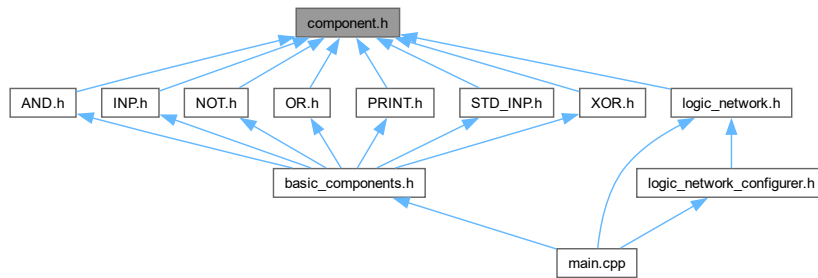 component.h
AND.h
INP.h
NOT.h
OR.h
PRINT.h
STD_INP.h
XOR.h
logic_network.h
basic_components.h
logic_network_configurer.h
main.cpp